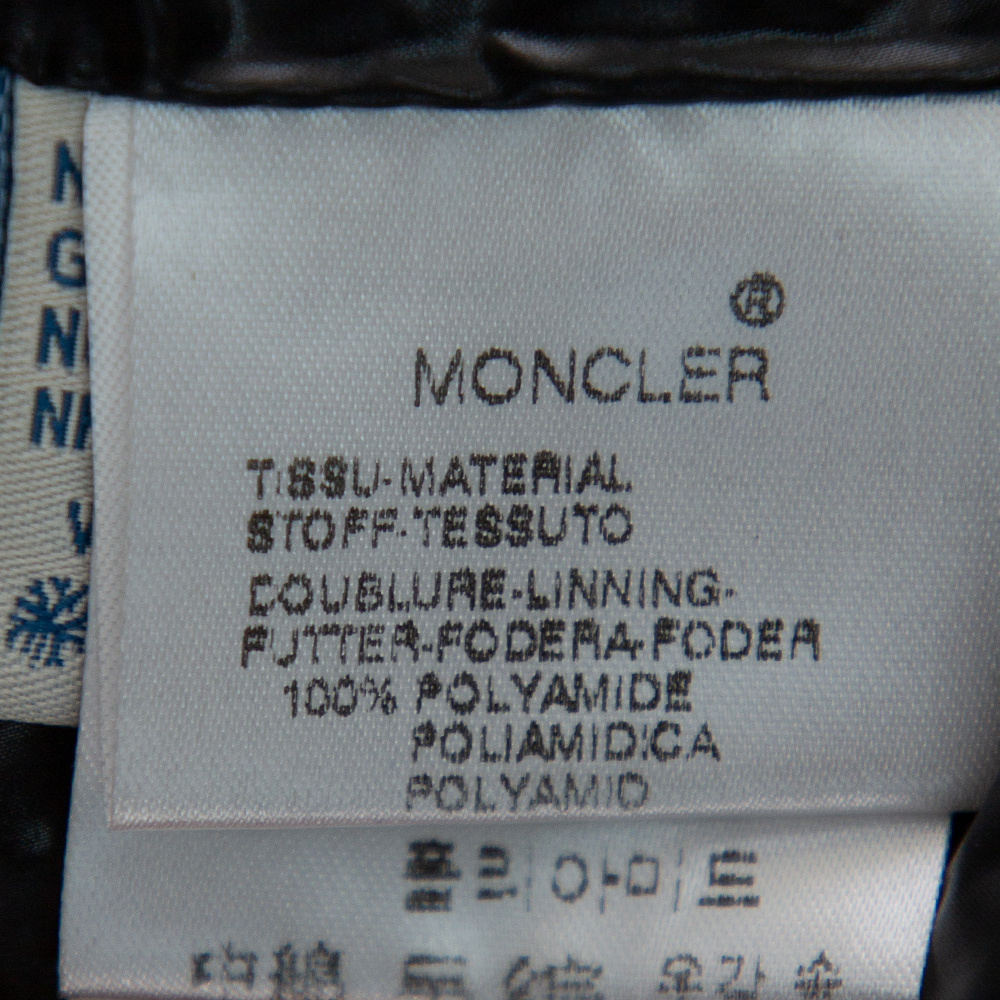 ®
MONCLER
TISSU-MATERIAL
STOFF-TESSUTO
DOUBLURE-LINNING-
FUTTER-FODERA-FODER
100% POLYAMIDE
POLIAMIDICA
POLYAMID
폴리아미드
N
G
N